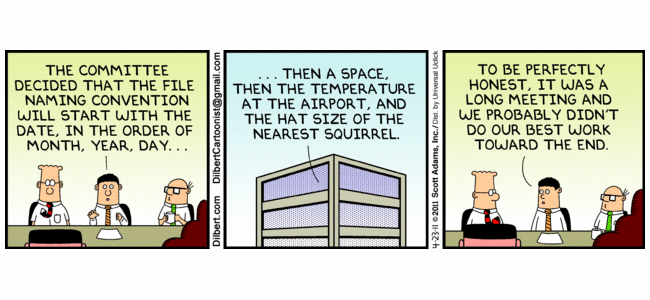 THE COMMITTEE
DECIDED THAT THE FILE
NAMING CONVENTION
WILL START WITH THE
DATE, IN THE ORDER OF
MONTH, YEAR, DAY...
Dilbert.com DilbertCartoonist@gmail.com
...THEN A SPACE,
THEN THE TEMPERATURE
AT THE AIRPORT, AND
THE HAT SIZE OF THE
NEAREST SQUIRREL.
4-23-11 ©2011 Scott Adams, Inc./Dist. by Universal Uclick
TO BE PERFECTLY
HONEST, IT WAS A
LONG MEETING AND
WE PROBABLY DIDN'T
DO OUR BEST WORK
TOWARD THE END.